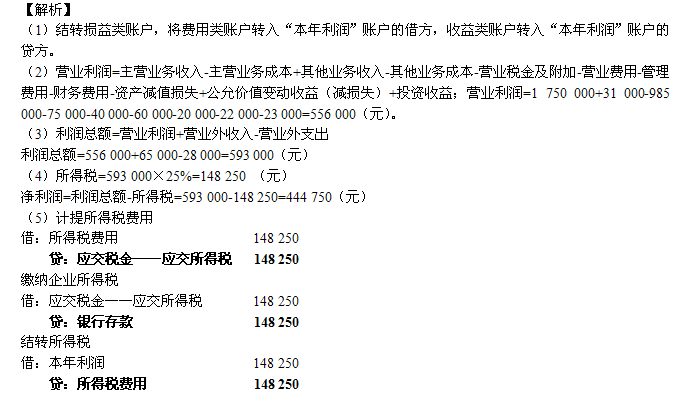 【解析】
（1）结转损益类账户，将费用类账户转入“本年利润”账户的借方，收益类账户转入“本年利润”账户的
贷方。
（2）营业利润=主营业务收入-主营业务成本+其他业务收入-其他业务成本-营业税金及附加-营业费用-管理
费用-财务费用-资产减值损失+公允价值变动收益（减损失）+投资收益；营业利润=1 750 000+31 000-985
000-75 000-40 000-60 000-20 000-22 000-23 000=556 000（元）。
（3）利润总额=营业利润+营业外收入-营业外支出
利润总额=556 000+65 000-28 000=593 000（元）
（4）所得税=593 000×25%=148 250 （元）
净利润=利润总额-所得税=593 000-148 250=444 750（元）
（5）计提所得税费用
借：所得税费用 148 250
贷：应交税金——应交所得税 148 250
缴纳企业所得税
借：应交税金一一应交所得税 148 250
贷：银行存款 148 250
结转所得税
借：本年利润 148 250
贷：所得税费用 148 250